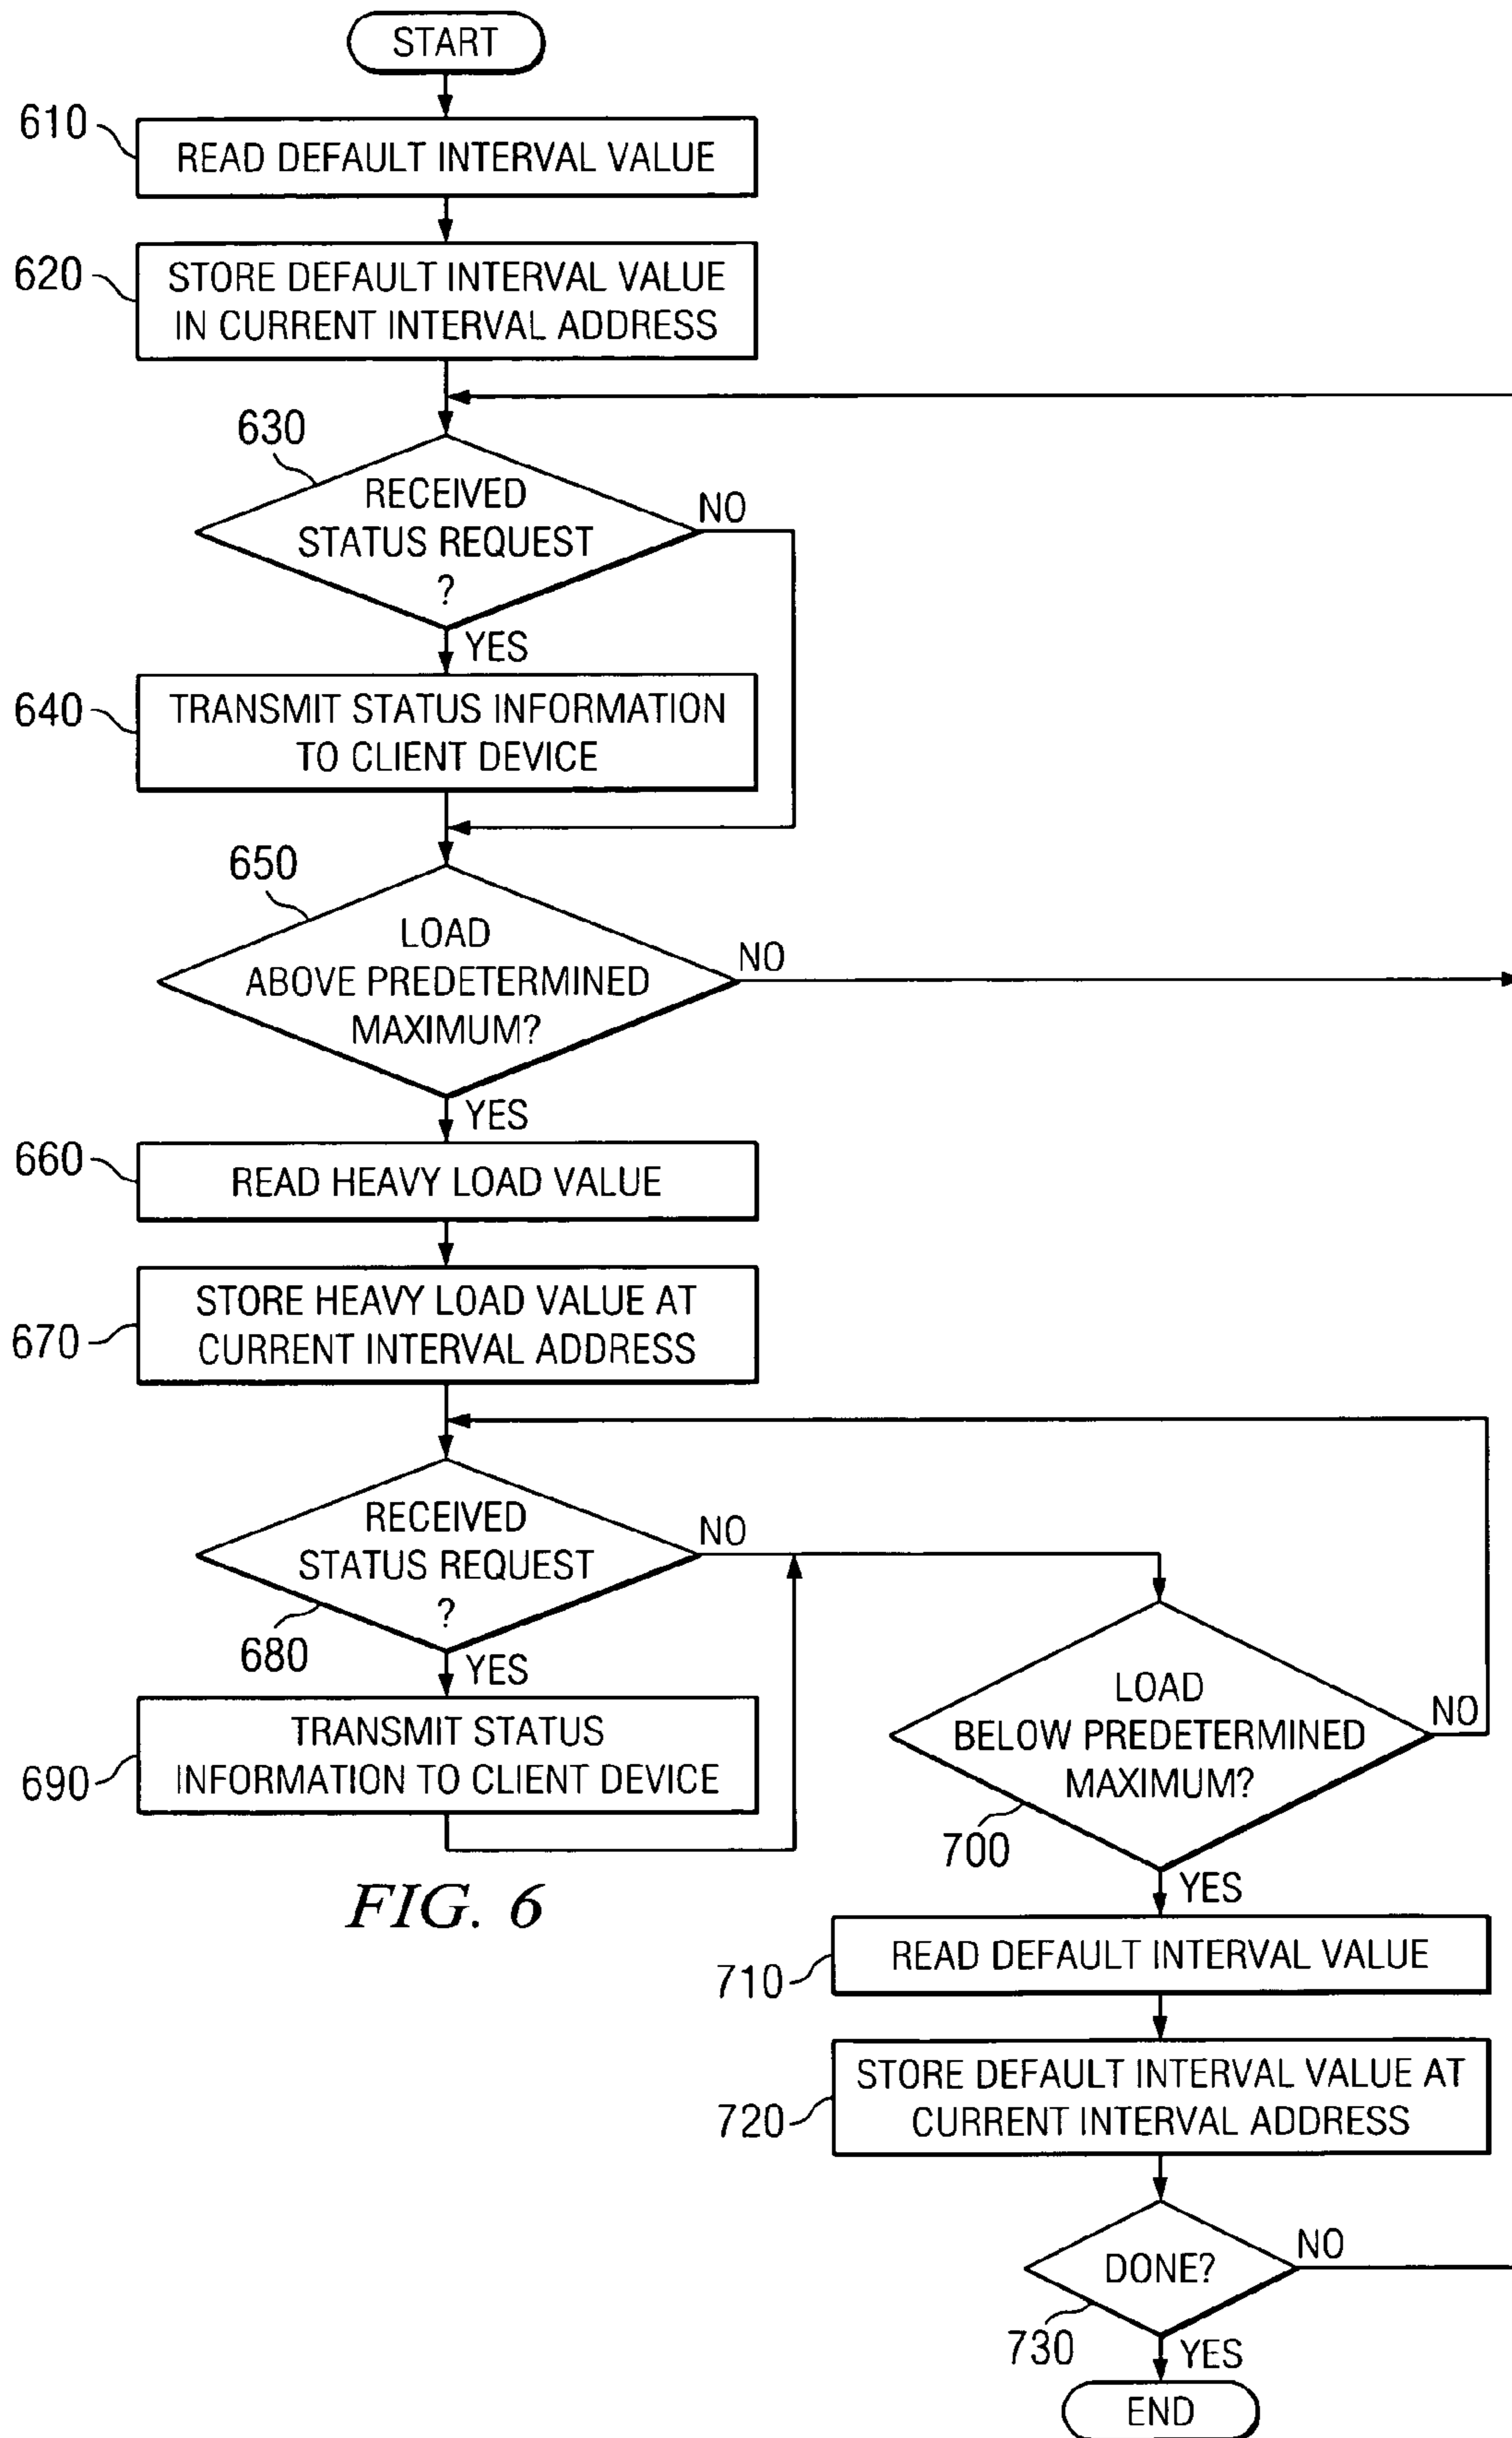 START
610
READ DEFAULT INTERVAL VALUE
620
STORE DEFAULT INTERVAL VALUE
IN CURRENT INTERVAL ADDRESS
630
RECEIVED
STATUS REQUEST
?
NO
YES
640
TRANSMIT STATUS INFORMATION
TO CLIENT DEVICE
650
LOAD
ABOVE PREDETERMINED
MAXIMUM?
NO
YES
660
READ HEAVY LOAD VALUE
670
STORE HEAVY LOAD VALUE AT
CURRENT INTERVAL ADDRESS
RECEIVED
STATUS REQUEST
?
NO
680
YES
690
TRANSMIT STATUS
INFORMATION TO CLIENT DEVICE
LOAD
BELOW PREDETERMINED
MAXIMUM?
NO
700
YES
FIG. 6
710
READ DEFAULT INTERVAL VALUE
720
STORE DEFAULT INTERVAL VALUE AT
CURRENT INTERVAL ADDRESS
DONE?
NO
730
YES
END